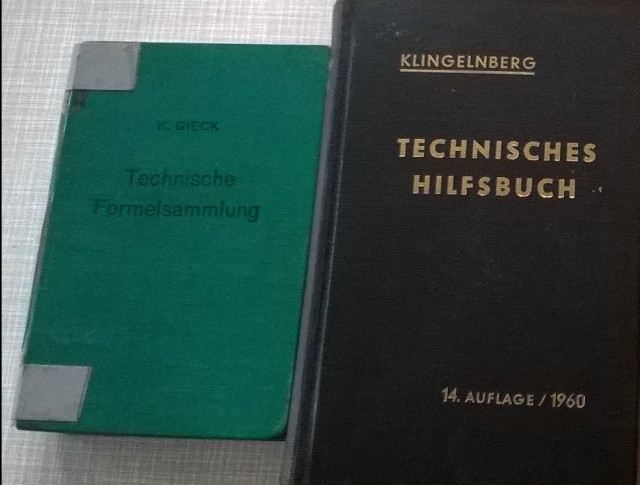 K. GIECK
Technische
Formelsammlung
KLINGELNBERG
TECHNISCHES
HILFSBUCH
14. AUFLAGE / 1960